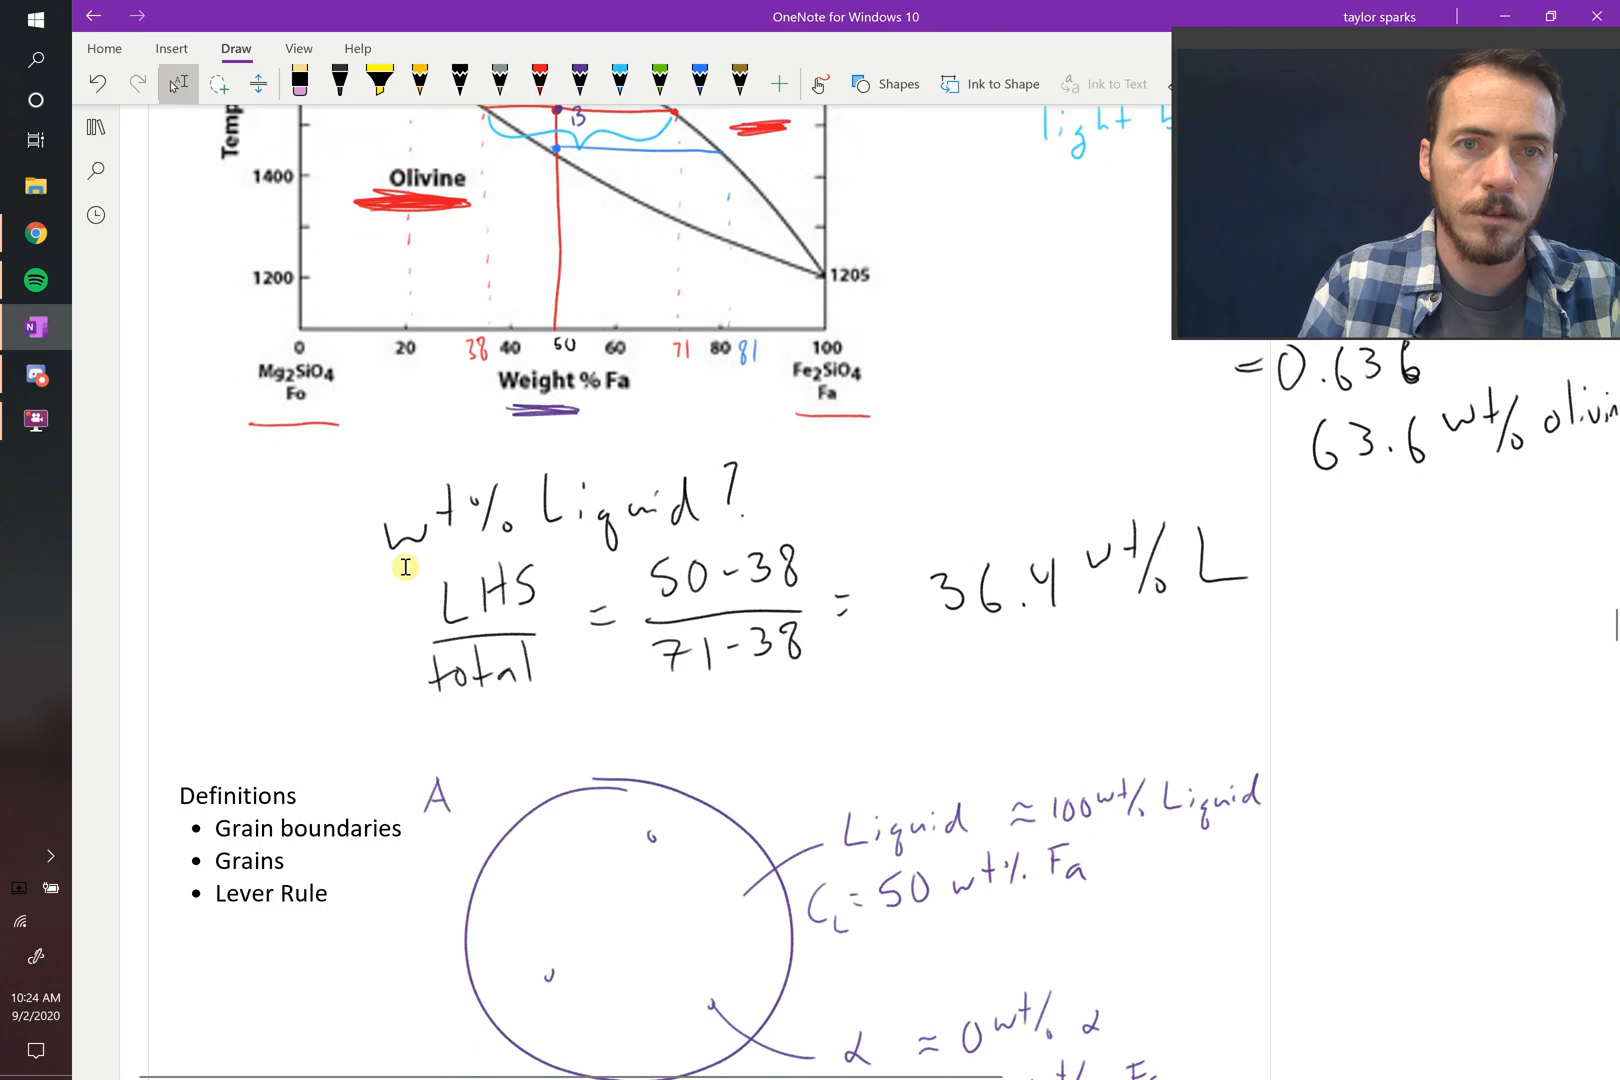 OneNote for Windows 10
taylor sparks
Home Insert Draw View Help
Shapes Ink to Shape Ink to Text
Temp
B
light
1400
Olivine
1200
1205
0 20 38 40 50 60 71 80 81 100
Mg2SiO4
Fo
Weight % Fa
Fe2SiO4
Fa
= 0.636
63.6 wt%
wt% Liquid?
LHS / total = 50-38 / 71-38 = 36.4 wt% L
Definitions
• Grain boundaries
• Grains
• Lever Rule
A
Liquid ≈ 100 wt% Liquid
CL = 50 wt% Fa
α ≈ 0 wt% α
10:24 AM
9/2/2020